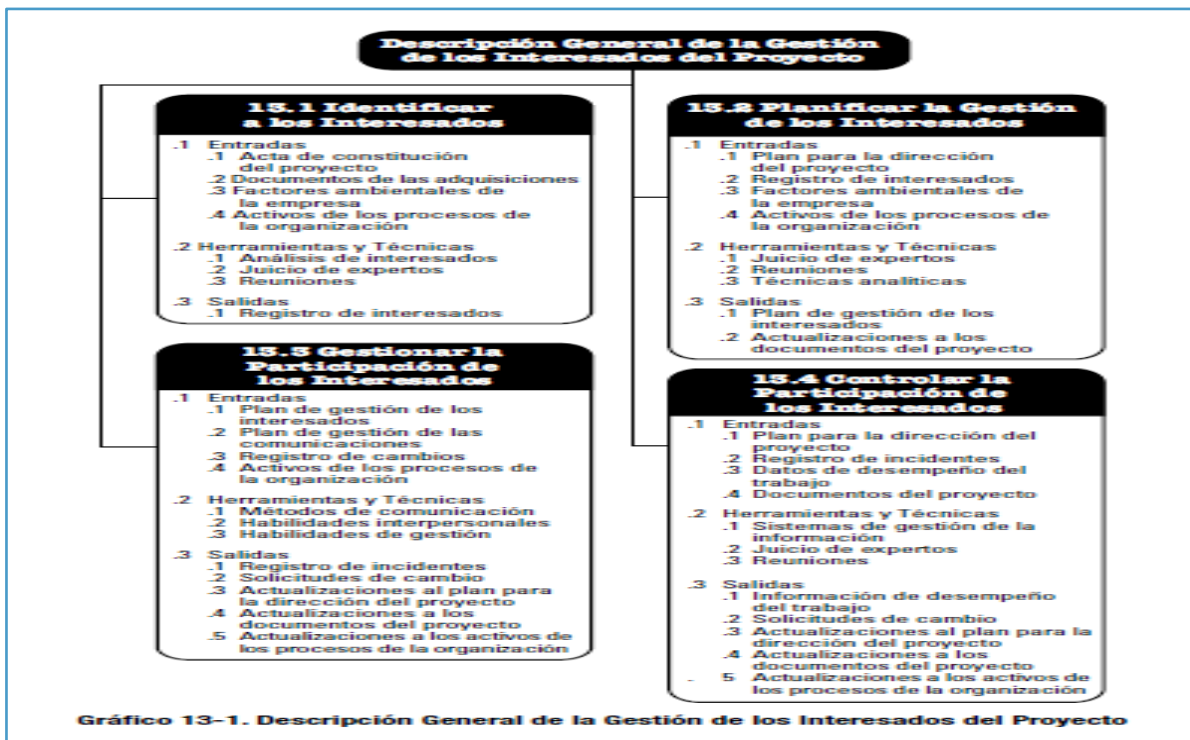 Descripción General de la Gestión
de los Interesados del Proyecto
13.1 Identificar
a los Interesados
.1 Entradas
.1 Acta de constitución
del proyecto
.2 Documentos de las adquisiciones
.3 Factores ambientales de
la empresa
.4 Activos de los procesos de
la organización
.2 Herramientas y Técnicas
.1 Análisis de interesados
.2 Juicio de expertos
.3 Reuniones
.3 Salidas
.1 Registro de interesados
13.2 Planificar la Gestión
de los Interesados
.1 Entradas
.1 Plan para la dirección
del proyecto
.2 Registro de interesados
.3 Factores ambientales de
la empresa
.4 Activos de los procesos de
la organización
.2 Herramientas y Técnicas
.1 Juicio de expertos
.2 Reuniones
.3 Técnicas analíticas
.3 Salidas
.1 Plan de gestión de los
interesados
.2 Actualizaciones a los
documentos del proyecto
13.3 Gestionar la
Participación de
los Interesados
.1 Entradas
.1 Plan de gestión de los
interesados
.2 Plan de gestión de las
comunicaciones
.3 Registro de cambios
.4 Activos de los procesos de
la organización
.2 Herramientas y Técnicas
.1 Métodos de comunicación
.2 Habilidades interpersonales
.3 Habilidades de gestión
.3 Salidas
.1 Registro de incidentes
.2 Solicitudes de cambio
.3 Actualizaciones al plan para
la dirección del proyecto
.4 Actualizaciones a los
documentos del proyecto
.5 Actualizaciones a los activos de
los procesos de la organización
13.4 Controlar la
Participación de
los Interesados
.1 Entradas
.1 Plan para la dirección del
proyecto
.2 Registro de incidentes
.3 Datos de desempeño del
trabajo
.4 Documentos del proyecto
.2 Herramientas y Técnicas
.1 Sistemas de gestión de la
información
.2 Juicio de expertos
.3 Reuniones
.3 Salidas
.1 Información de desempeño
del trabajo
.2 Solicitudes de cambio
.3 Actualizaciones al plan para la
dirección del proyecto
.4 Actualizaciones a los
documentos del proyecto
. 5 Actualizaciones a los activos de
los procesos de la organización
Gráfico 13-1. Descripción General de la Gestión de los Interesados del Proyecto